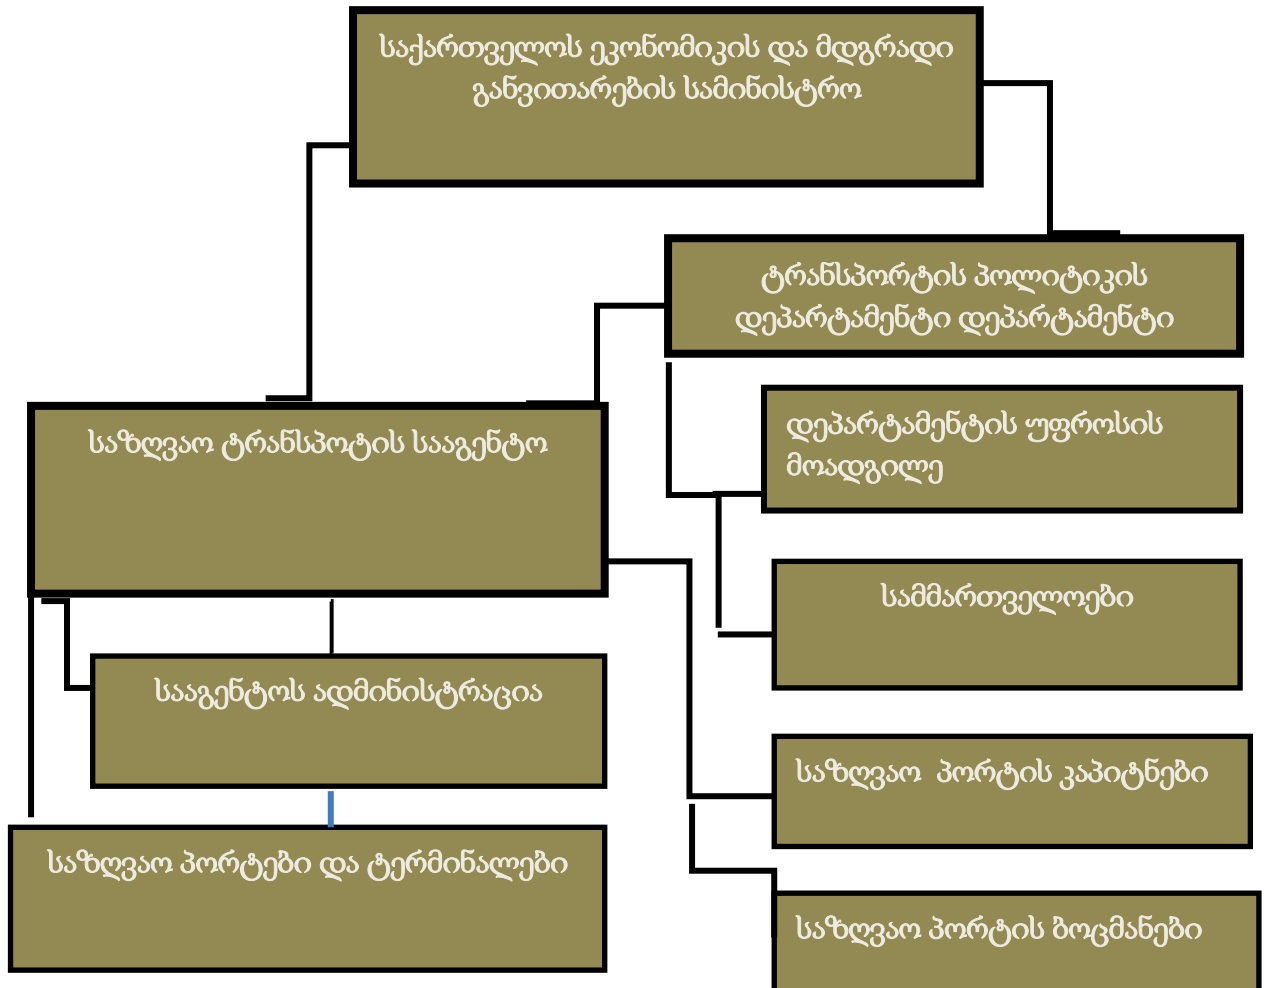 საქართველოს ეკონომიკის და მდგრადი
განვითარების სამინისტრო
ტრანსპორტის პოლიტიკის
დეპარტამენტი დეპარტამენტი
საზღვაო ტრანსპოტის სააგენტო
დეპარტამენტის უფროსის
მოადგილე
სამმართველოები
სააგენტოს ადმინისტრაცია
საზღვაო პორტის კაპიტნები
საზღვაო პორტები და ტერმინალები
საზღვაო პორტის ბოცმანები